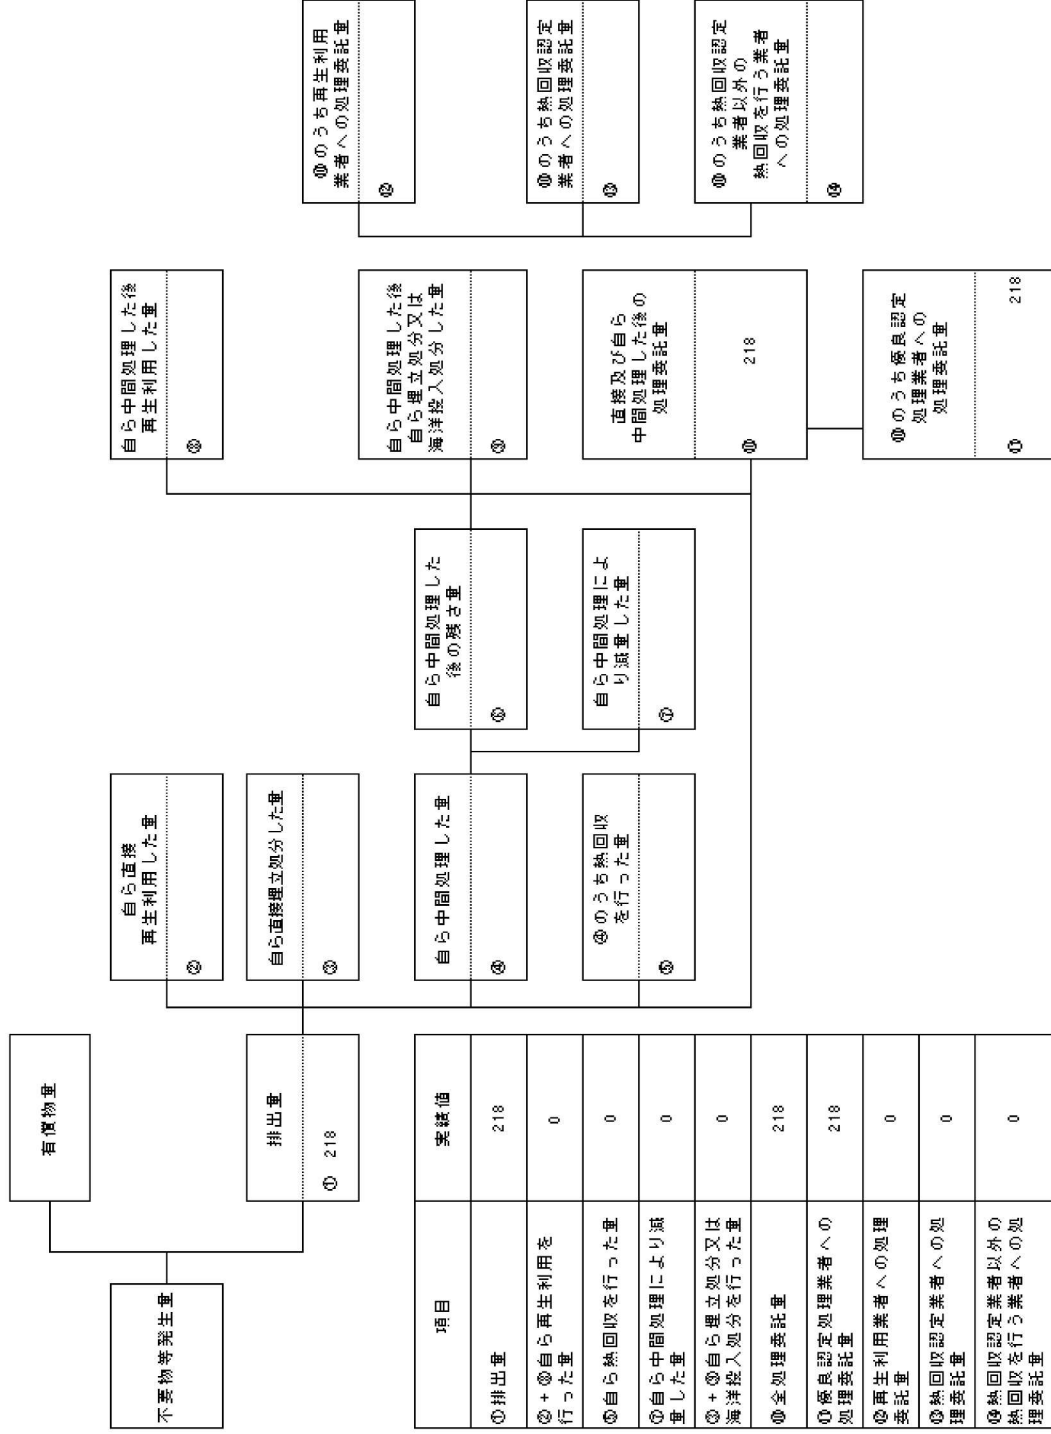 不要物等発生量
有償物量
排出量
① 218
自ら直接
再生利用した量
②
自ら直接埋立処分した量
③
自ら中間処理した量
④
④のうち熱回収
を行った量
⑤
自ら中間処理した
後の残さ量
⑥
自ら中間処理によ
り減量した量
⑦
自ら中間処理した後
再生利用した量
⑧
自ら中間処理した後
自ら埋立処分又は
海洋投入処分した量
⑨
直接及び自ら
中間処理した後の
処理委託量
⑩ 218
⑩のうち優良認定
処理業者への
処理委託量
⑪ 218
⑩のうち再生利用
業者への処理委託量
⑫
⑩のうち熱回収認定
業者への処理委託量
⑬
⑩のうち熱回収認定
業者以外の
熱回収を行う業者
への処理委託量
⑭
項目 実績値
①排出量 218
②+⑧自ら再生利用を
行った量 0
⑤自ら熱回収を行った量 0
⑦自ら中間処理により減
量した量 0
③+⑨自ら埋立処分又は
海洋投入処分を行った量 0
⑩全処理委託量 218
⑪優良認定処理業者への
処理委託量 218
⑫再生利用業者への処理
委託量 0
⑬熱回収認定業者への処
理委託量 0
⑭熱回収認定業者以外の
熱回収を行う業者への処
理委託量 0